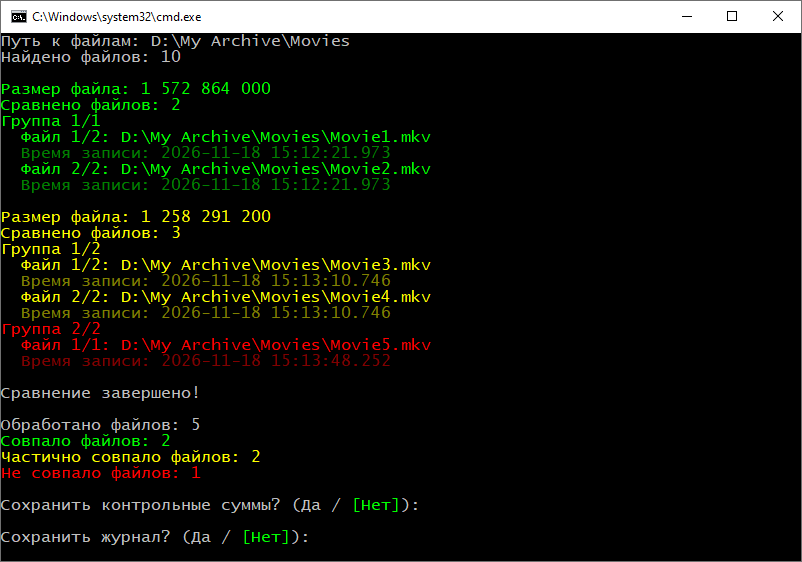 C:\Windows\system32\cmd.exe
Путь к файлам: D:\My Archive\Movies
Найдено файлов: 10
Размер файла: 1 572 864 000
Сравнено файлов: 2
Группа 1/1
Файл 1/2: D:\My Archive\Movies\Movie1.mkv
Время записи: 2026-11-18 15:12:21.973
Файл 2/2: D:\My Archive\Movies\Movie2.mkv
Время записи: 2026-11-18 15:12:21.973
Размер файла: 1 258 291 200
Сравнено файлов: 3
Группа 1/2
Файл 1/2: D:\My Archive\Movies\Movie3.mkv
Время записи: 2026-11-18 15:13:10.746
Файл 2/2: D:\My Archive\Movies\Movie4.mkv
Время записи: 2026-11-18 15:13:10.746
Группа 2/2
Файл 1/1: D:\My Archive\Movies\Movie5.mkv
Время записи: 2026-11-18 15:13:48.252
Сравнение завершено!
Обработано файлов: 5
Совпало файлов: 2
Частично совпало файлов: 2
Не совпало файлов: 1
Сохранить контрольные суммы? (Да / [Нет]):
Сохранить журнал? (Да / [Нет]):